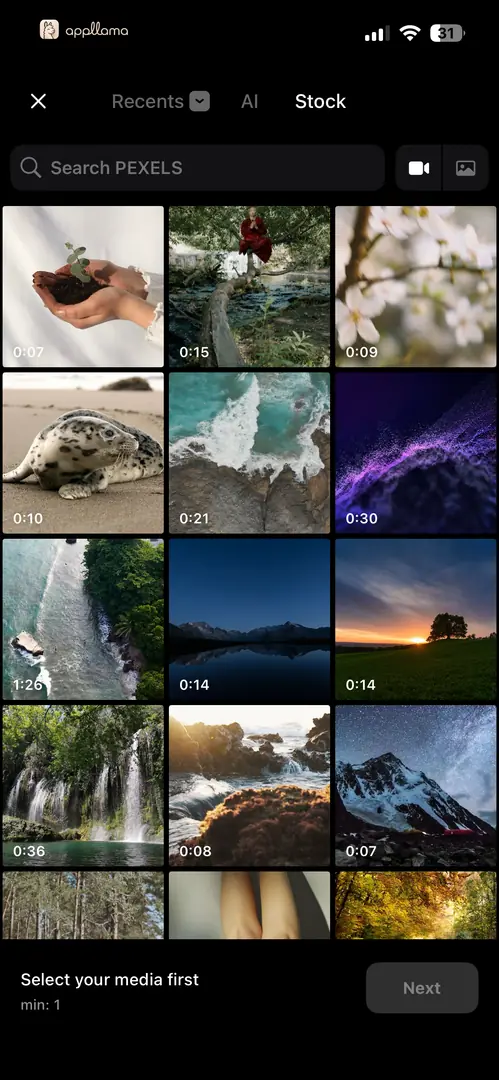 appllama
31
Recents
AI
Stock
Search PEXELS
0:07
0:15
0:09
0:10
0:21
0:30
1:26
0:14
0:14
0:36
0:08
0:07
Select your media first
min: 1
Next